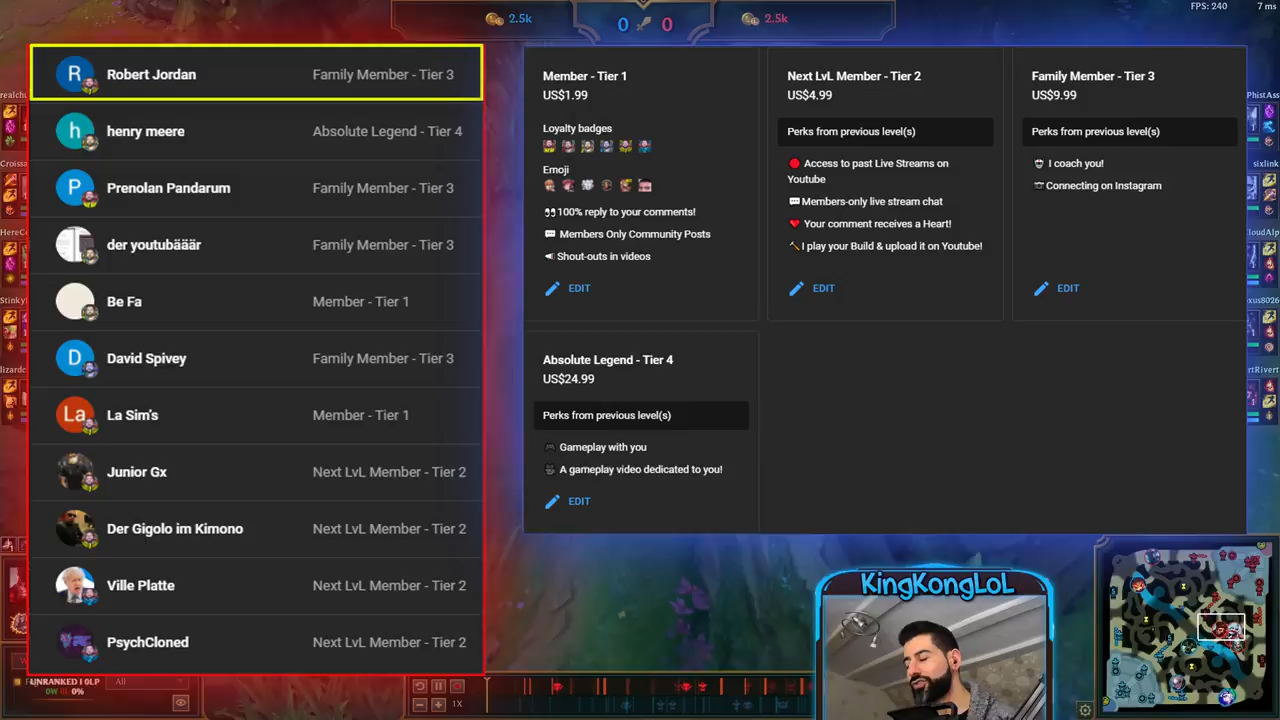 2.5k
0
0
2.5k
FPS: 240
7 ms
Robert Jordan
Family Member - Tier 3
henry meere
Absolute Legend - Tier 4
Prenolan Pandarum
Family Member - Tier 3
der youtubääär
Family Member - Tier 3
Be Fa
Member - Tier 1
David Spivey
Family Member - Tier 3
La
La Sim's
Member - Tier 1
Junior Gx
Next LvL Member - Tier 2
Der Gigolo im Kimono
Next LvL Member - Tier 2
Ville Platte
Next LvL Member - Tier 2
PsychCloned
Next LvL Member - Tier 2
R
h
P
D
Member - Tier 1
US$1.99
Loyalty badges
Emoji
100% reply to your comments!
Members Only Community Posts
Shout-outs in videos
EDIT
Next LvL Member - Tier 2
US$4.99
Perks from previous level(s)
Access to past Live Streams on
Youtube
Members-only live stream chat
Your comment receives a Heart!
I play your Build & upload it on Youtube!
EDIT
Family Member - Tier 3
US$9.99
Perks from previous level(s)
I coach you!
Connecting on Instagram
EDIT
Absolute Legend - Tier 4
US$24.99
Perks from previous level(s)
Gameplay with you
A gameplay video dedicated to you!
EDIT
KingKongLoL
UNRANKED | 0LP
0W 0L 0%
All
1X